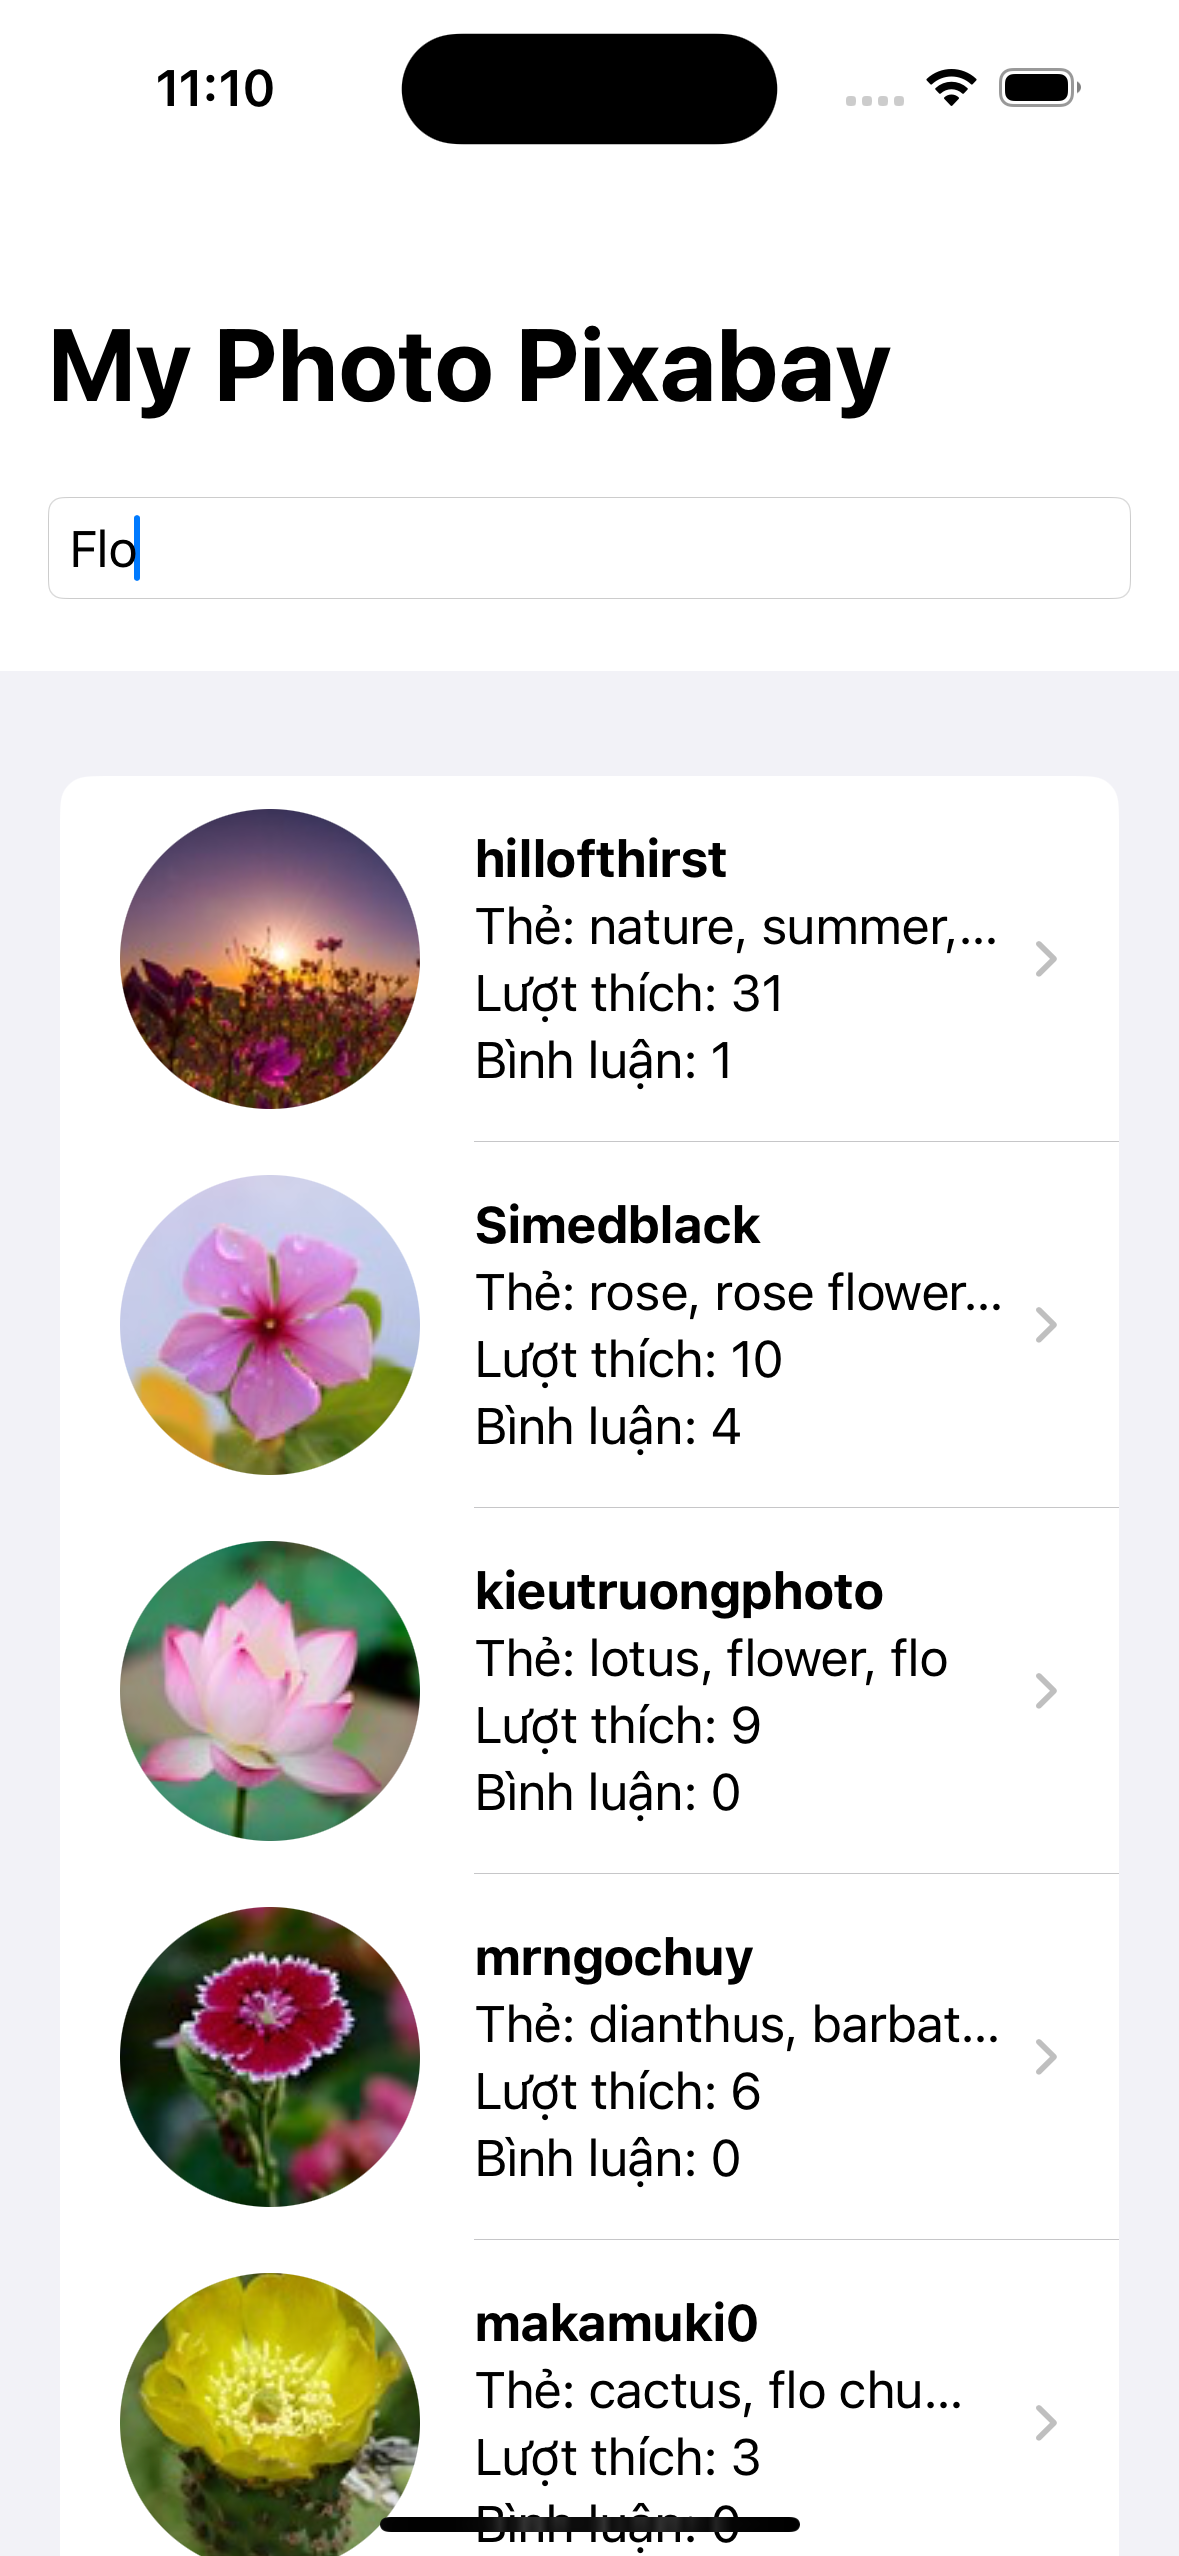 11:10
My Photo Pixabay
Flo
hillofthirst
Thẻ: nature, summer,...
Lượt thích: 31
Bình luận: 1
Simedblack
Thẻ: rose, rose flower...
Lượt thích: 10
Bình luận: 4
kieutruongphoto
Thẻ: lotus, flower, flo
Lượt thích: 9
Bình luận: 0
mrngochuy
Thẻ: dianthus, barbat...
Lượt thích: 6
Bình luận: 0
makamuki0
Thẻ: cactus, flo chu...
Lượt thích: 3
Bình luận: 0